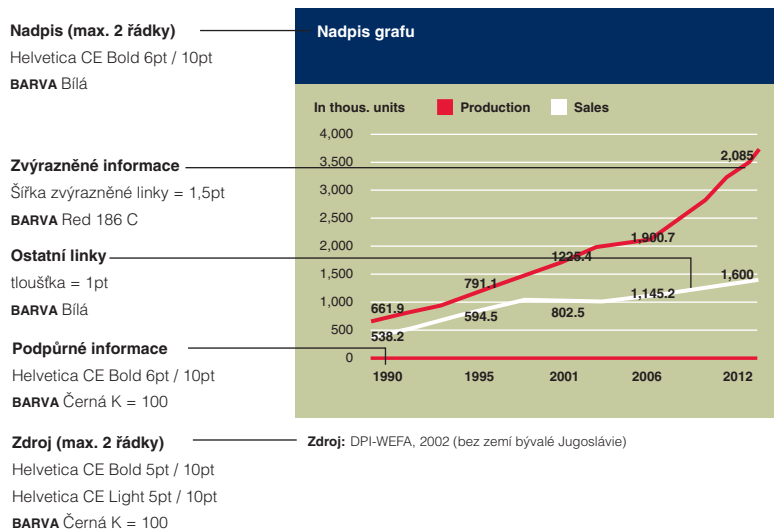 Nadpis (max. 2 řádky)
Helvetica CE Bold 6pt / 10pt
BARVA Bílá
Zvýrazněné informace
Šířka zvýrazněné linky = 1,5pt
BARVA Red 186 C
Ostatní linky
tloušťka = 1pt
BARVA Bílá
Podpůrné informace
Helvetica CE Bold 6pt / 10pt
BARVA Černá K = 100
Zdroj (max. 2 řádky)
Helvetica CE Bold 5pt / 10pt
Helvetica CE Light 5pt / 10pt
BARVA Černá K = 100
Nadpis grafu
In thous. units Production Sales
4,000
3,500
3,000
2,500
2,000
1,500
1,000
500
0
661.9 791.1 1225.4 1,900.7 2,085
538.2 594.5 802.5 1,145.2 1,600
1990 1995 2001 2006 2012
Zdroj: DPI-WEFA, 2002 (bez zemí bývalé Jugoslávie)